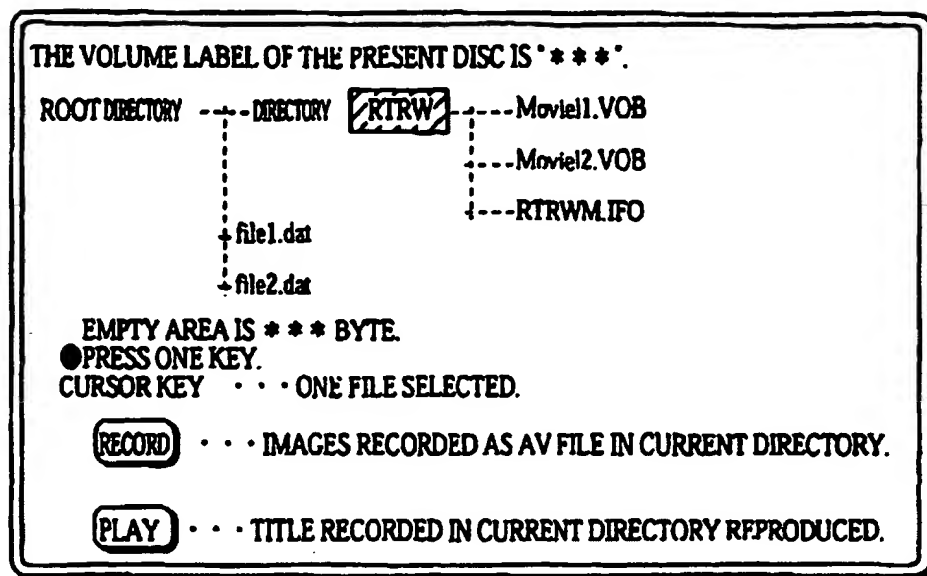 THE VOLUME LABEL OF THE PRESENT DISC IS "＊＊＊".
ROOT DIRECTORY ---- DIRECTORY RTRW ----- Moviel1.VOB
---Moviel2.VOB
---RTRWM.IFO
file1.dat
file2.dat
EMPTY AREA IS ＊＊＊ BYTE.
●PRESS ONE KEY.
CURSOR KEY ・・・ONE FILE SELECTED.
RECORD ・・・IMAGES RECORDED AS AV FILE IN CURRENT DIRECTORY.
PLAY ・・・TITLE RECORDED IN CURRENT DIRECTORY REPRODUCED.